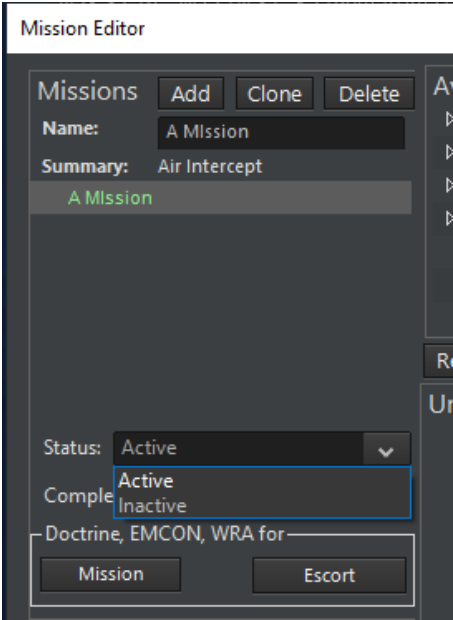 Mission Editor
Missions Add Clone Delete
Name: A MIssion
Summary: Air Intercept
A MIssion
Status: Active
Active
Inactive
Doctrine, EMCON, WRA for
Mission Escort